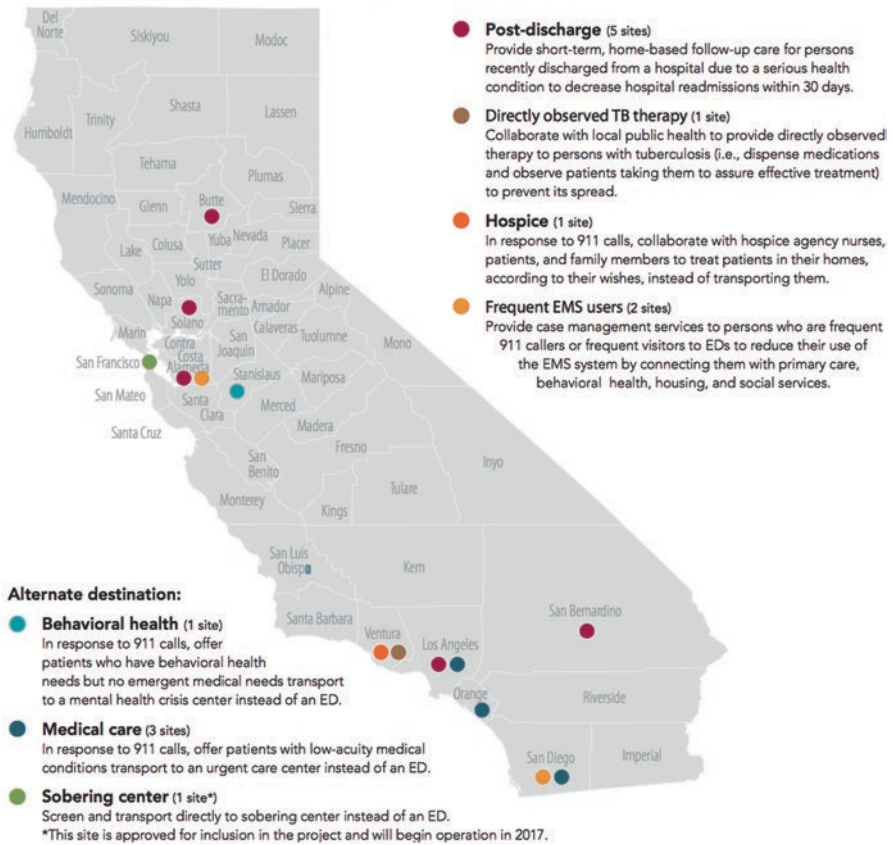 Del
Norte
Siskiyou
Modoc
Humboldt
Trinity
Shasta
Lassen
Tehama
Plumas
Mendocino
Glenn
Butte
Sierra
Lake
Colusa
Yuba
Nevada
Placer
Sutter
Sonoma
Napa
Yolo
El Dorado
Sacra-
mento
Amador
Alpine
Solano
Marin
Calaveras
Contra
Costa
San
Joaquin
Tuolumne
Mono
San Francisco
Alameda
Stanislaus
Mariposa
San Mateo
Santa
Clara
Merced
Santa Cruz
Madera
San
Benito
Fresno
Inyo
Monterey
Kings
Tulare
San Luis
Obispo
Kern
Santa Barbara
Ventura
Los Angeles
San Bernardino
Orange
Riverside
San Diego
Imperial
Post-discharge (5 sites)
Provide short-term, home-based follow-up care for persons
recently discharged from a hospital due to a serious health
condition to decrease hospital readmissions within 30 days.
Directly observed TB therapy (1 site)
Collaborate with local public health to provide directly observed
therapy to persons with tuberculosis (i.e., dispense medications
and observe patients taking them to assure effective treatment)
to prevent its spread.
Hospice (1 site)
In response to 911 calls, collaborate with hospice agency nurses,
patients, and family members to treat patients in their homes,
according to their wishes, instead of transporting them.
Frequent EMS users (2 sites)
Provide case management services to persons who are frequent
911 callers or frequent visitors to EDs to reduce their use of
the EMS system by connecting them with primary care,
behavioral health, housing, and social services.
Alternate destination:
Behavioral health (1 site)
In response to 911 calls, offer
patients who have behavioral health
needs but no emergent medical needs transport
to a mental health crisis center instead of an ED.
Medical care (3 sites)
In response to 911 calls, offer patients with low-acuity medical
conditions transport to an urgent care center instead of an ED.
Sobering center (1 site*)
Screen and transport directly to sobering center instead of an ED.
*This site is approved for inclusion in the project and will begin operation in 2017.